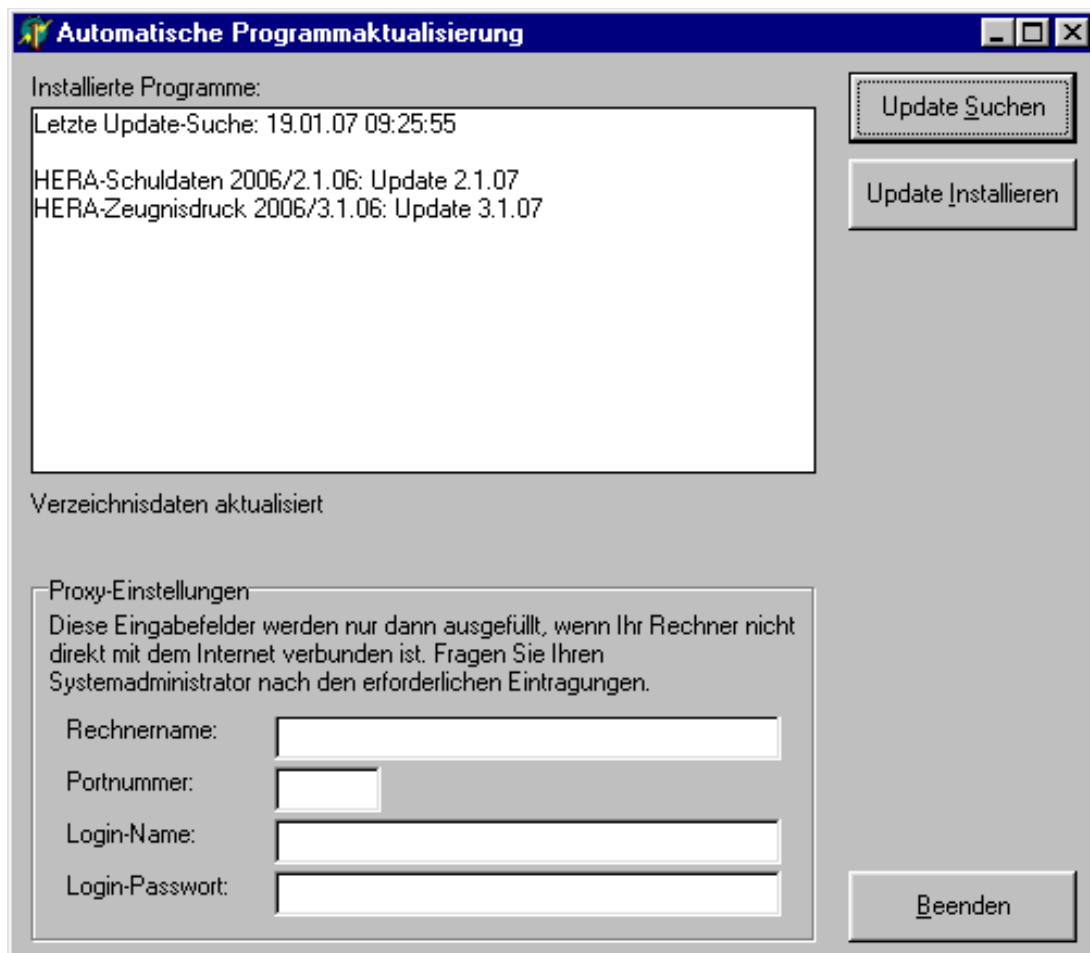 Automatische Programmaktualisierung
Installierte Programme:
Letzte Update-Suche: 19.01.07 09:25:55
HERA-Schuldaten 2006/2.1.06: Update 2.1.07
HERA-Zeugnisdruck 2006/3.1.06: Update 3.1.07
Update Suchen
Update Installieren
Verzeichnisdaten aktualisiert
Proxy-Einstellungen
Diese Eingabefelder werden nur dann ausgefüllt, wenn Ihr Rechner nicht
direkt mit dem Internet verbunden ist. Fragen Sie Ihren
Systemadministrator nach den erforderlichen Eintragungen.
Rechnername:
Portnummer:
Login-Name:
Login-Passwort:
Beenden